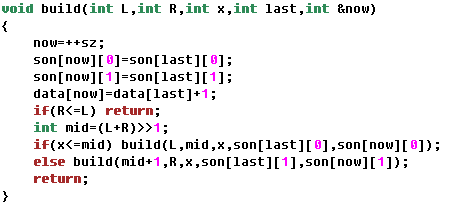 void build(int L,int R,int x,int last,int &now)
{
    now=++sz;
    son[now][0]=son[last][0];
    son[now][1]=son[last][1];
    data[now]=data[last]+1;
    if(R<=L) return;
    int mid=(L+R)>>1;
    if(x<=mid) build(L,mid,x,son[last][0],son[now][0]);
    else build(mid+1,R,x,son[last][1],son[now][1]);
    return;
}